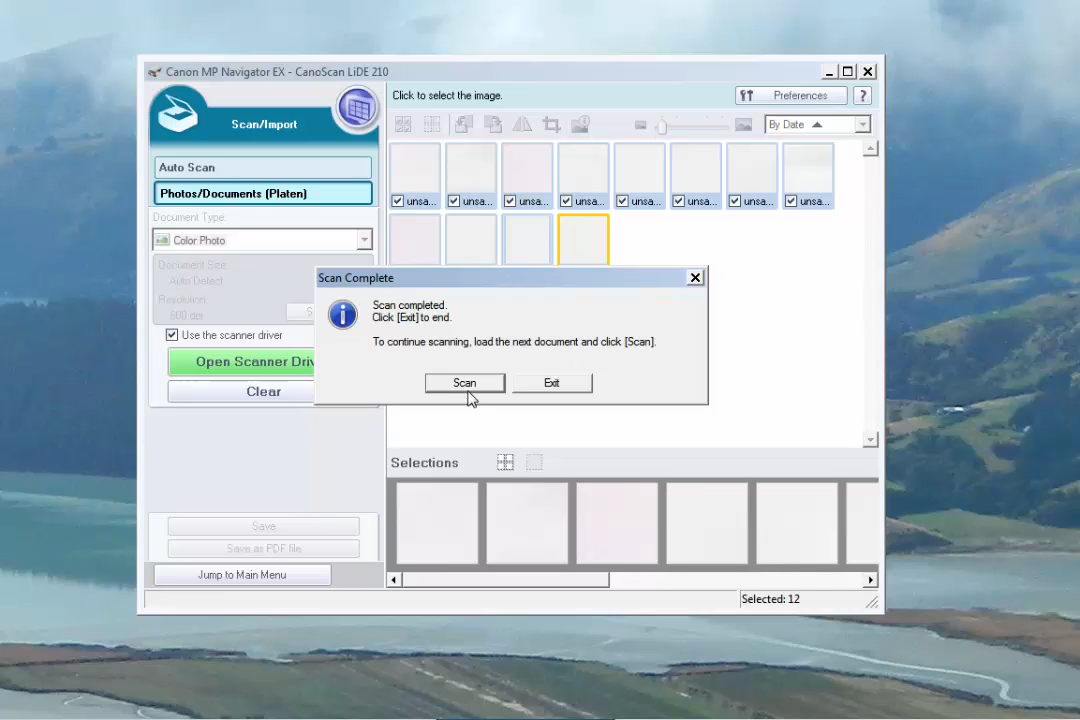 Canon MP Navigator EX - CanoScan LiDE 210
Scan/Import
Click to select the image.
Preferences
?
By Date
Auto Scan
Photos/Documents (Platen)
Document Type:
Color Photo
Document Size:
Auto Detect
Resolution:
600 dpi
S
Use the scanner driver
Open Scanner Driv
Clear
unsa... unsa... unsa... unsa... unsa... unsa... unsa... unsa...
Scan Complete
Scan completed.
Click [Exit] to end.
To continue scanning, load the next document and click [Scan].
Scan
Exit
Selections
Save
Save as PDF file
Jump to Main Menu
Selected: 12